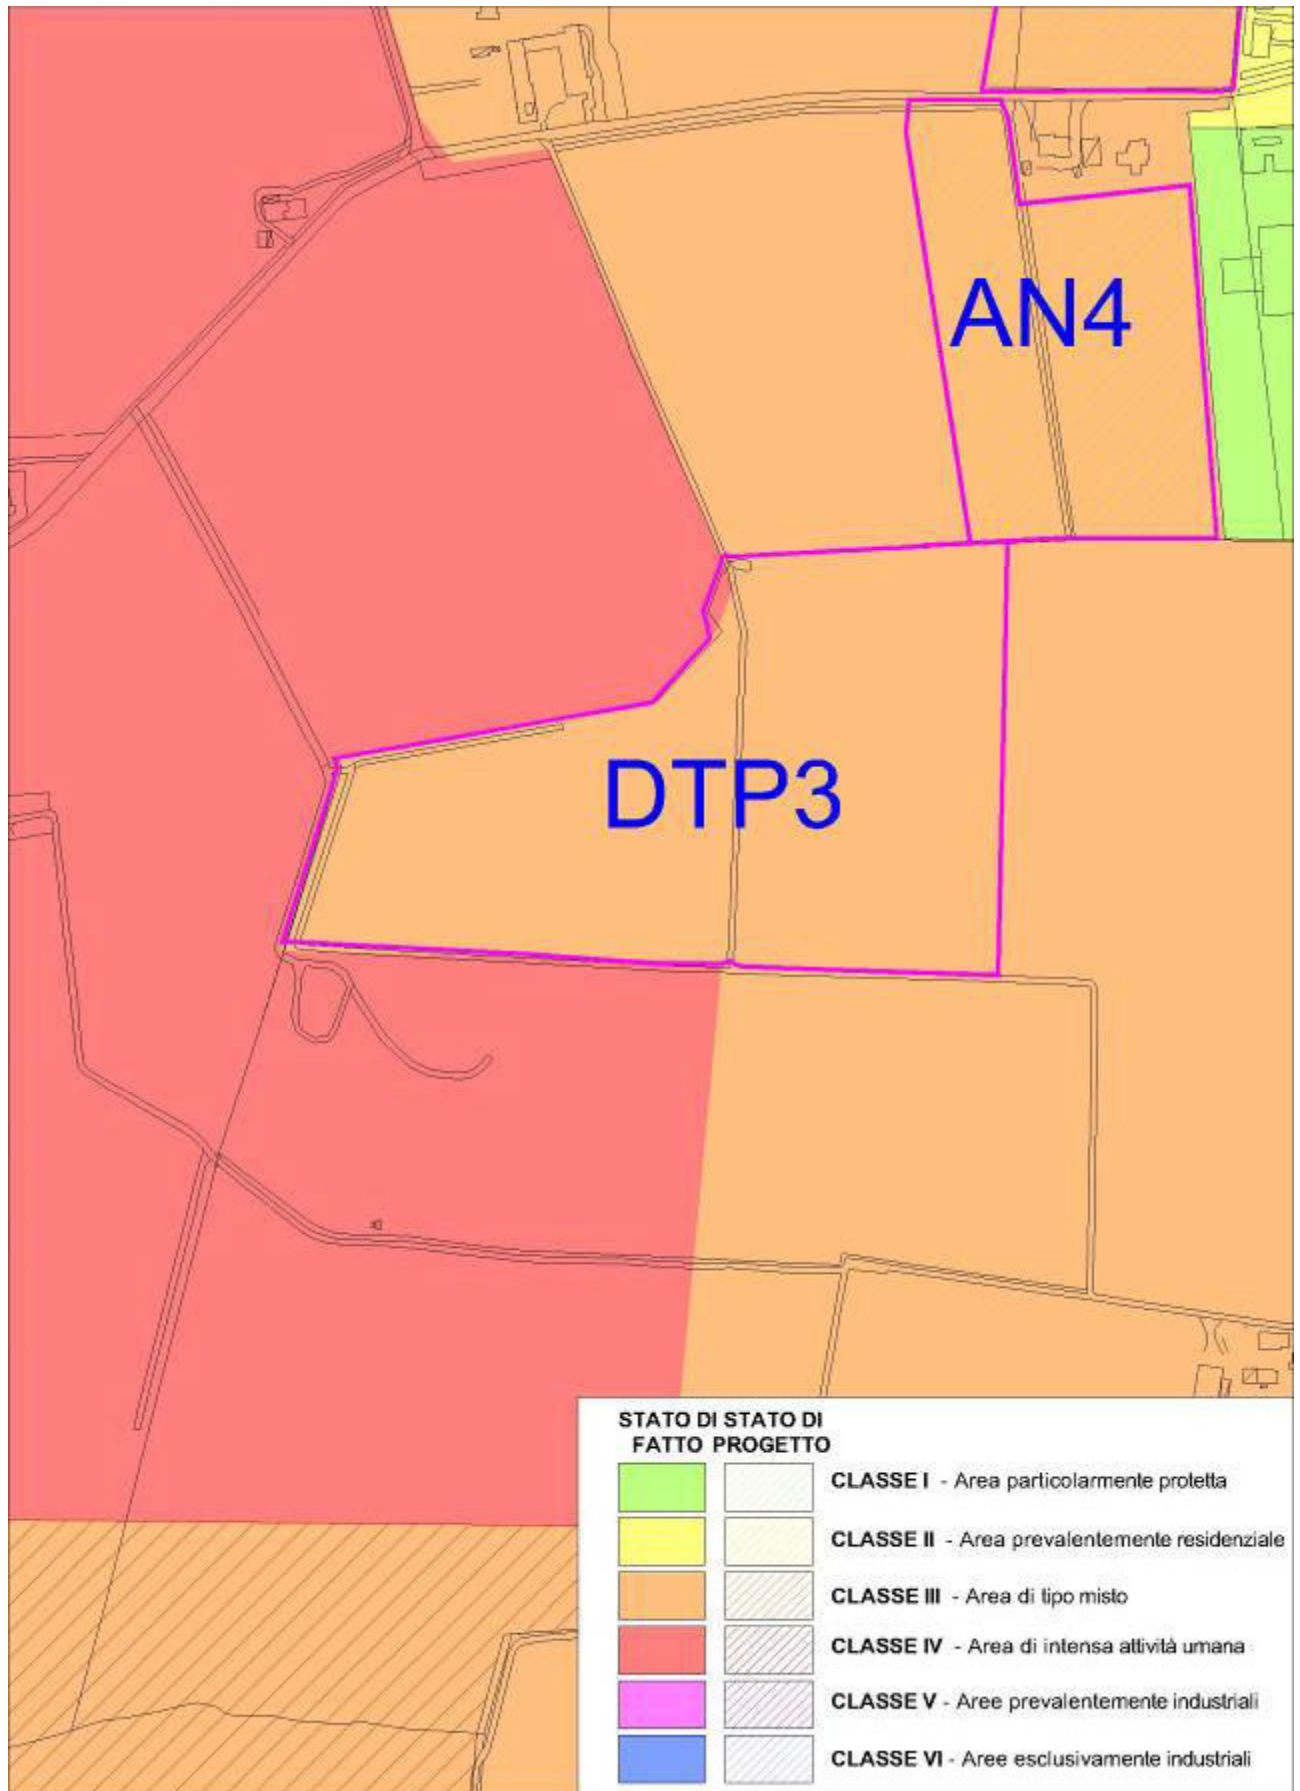 AN4
DTP3
STATO DI STATO DI
FATTO PROGETTO
CLASSE I - Area particolarmente protetta
CLASSE II - Area prevalentemente residenziale
CLASSE III - Area di tipo misto
CLASSE IV - Area di intensa attività umana
CLASSE V - Aree prevalentemente industriali
CLASSE VI - Aree esclusivamente industriali